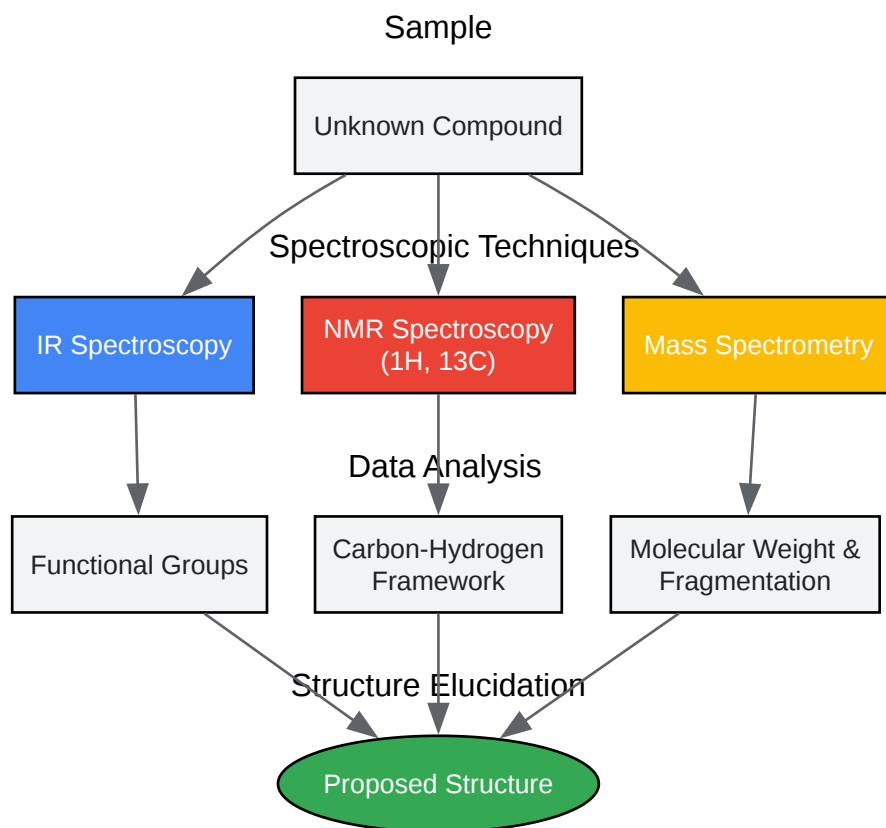 Sample
Unknown Compound
Spectroscopic Techniques
IR Spectroscopy
NMR Spectroscopy
(1H, 13C)
Mass Spectrometry
Data Analysis
Functional Groups
Carbon-Hydrogen
Framework
Molecular Weight &
Fragmentation
Structure Elucidation
Proposed Structure